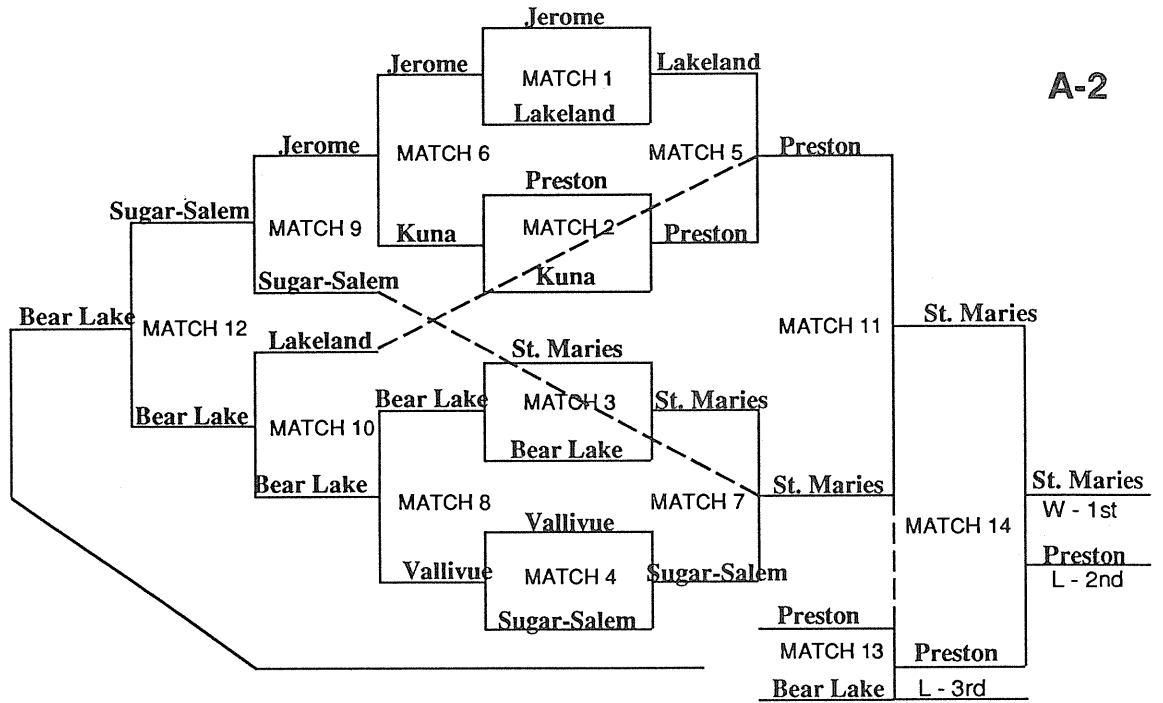 Jerome
Jerome
MATCH 1
Lakeland
A-2
Lakeland
Jerome
MATCH 6
MATCH 5
Preston
Preston
Sugar-Salem
MATCH 9
Kuna
MATCH 2
Preston
Sugar-Salem
Kuna
Bear Lake
MATCH 12
Lakeland
MATCH 11
St. Maries
St. Maries
Bear Lake
MATCH 3
St. Maries
Bear Lake
MATCH 10
Bear Lake
Bear Lake
MATCH 8
MATCH 7
St. Maries
St. Maries
W - 1st
Vallivue
MATCH 14
Vallivue
MATCH 4
Sugar-Salem
Preston
L - 2nd
Sugar-Salem
Preston
MATCH 13
Preston
Bear Lake
L - 3rd